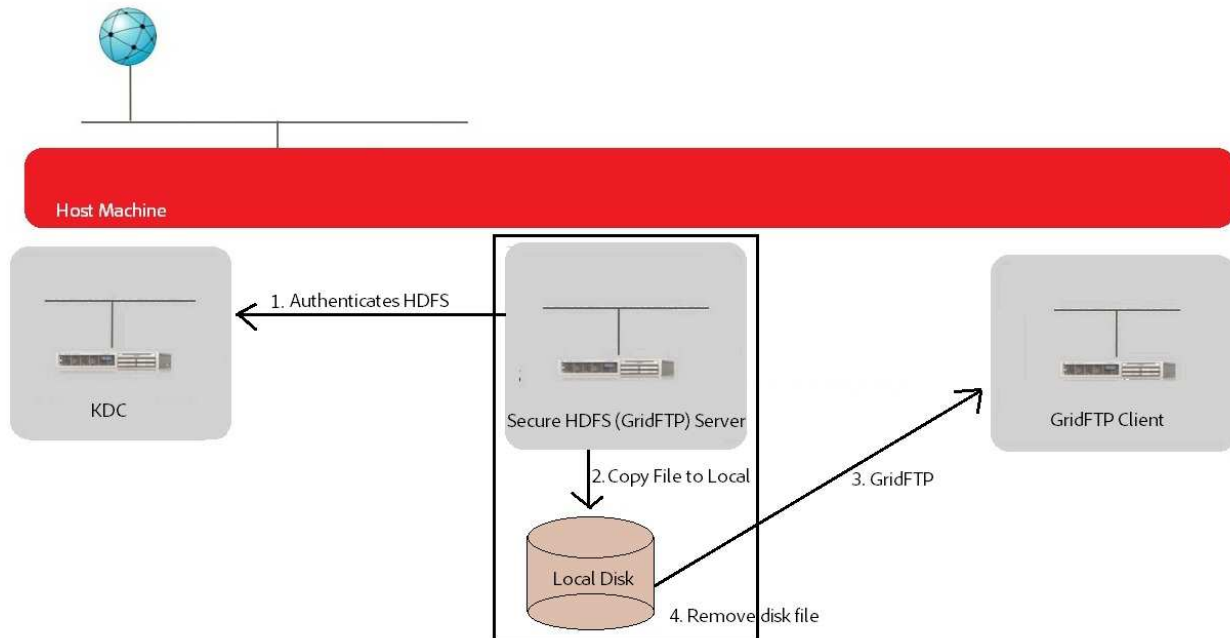 Host Machine
1. Authenticates HDFS
KDC
Secure HDFS (GridFTP) Server
GridFTP Client
2. Copy File to Local
3. GridFTP
Local Disk
4. Remove disk file